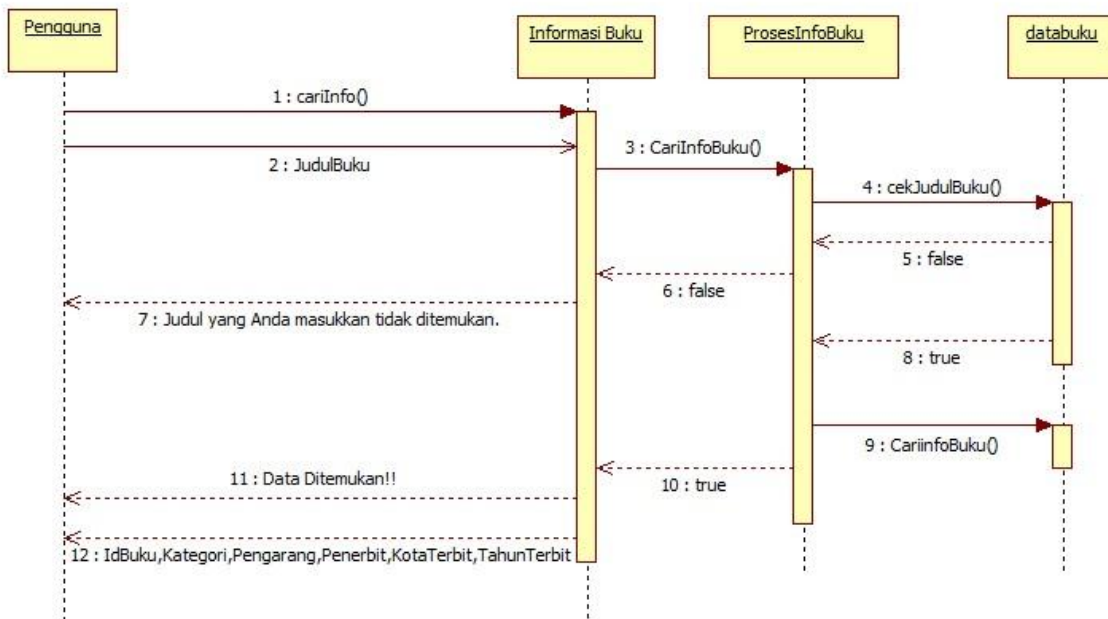 Pengguna
Informasi Buku
ProsesInfoBuku
databuku
1 : cariInfo()
2 : JudulBuku
3 : CariInfoBuku()
4 : cekJudulBuku()
5 : false
6 : false
7 : Judul yang Anda masukkan tidak ditemukan.
8 : true
9 : CariinfoBuku()
10 : true
11 : Data Ditemukan!!
12 : IdBuku,Kategori,Pengarang,Penerbit,KotaTerbit,TahunTerbit